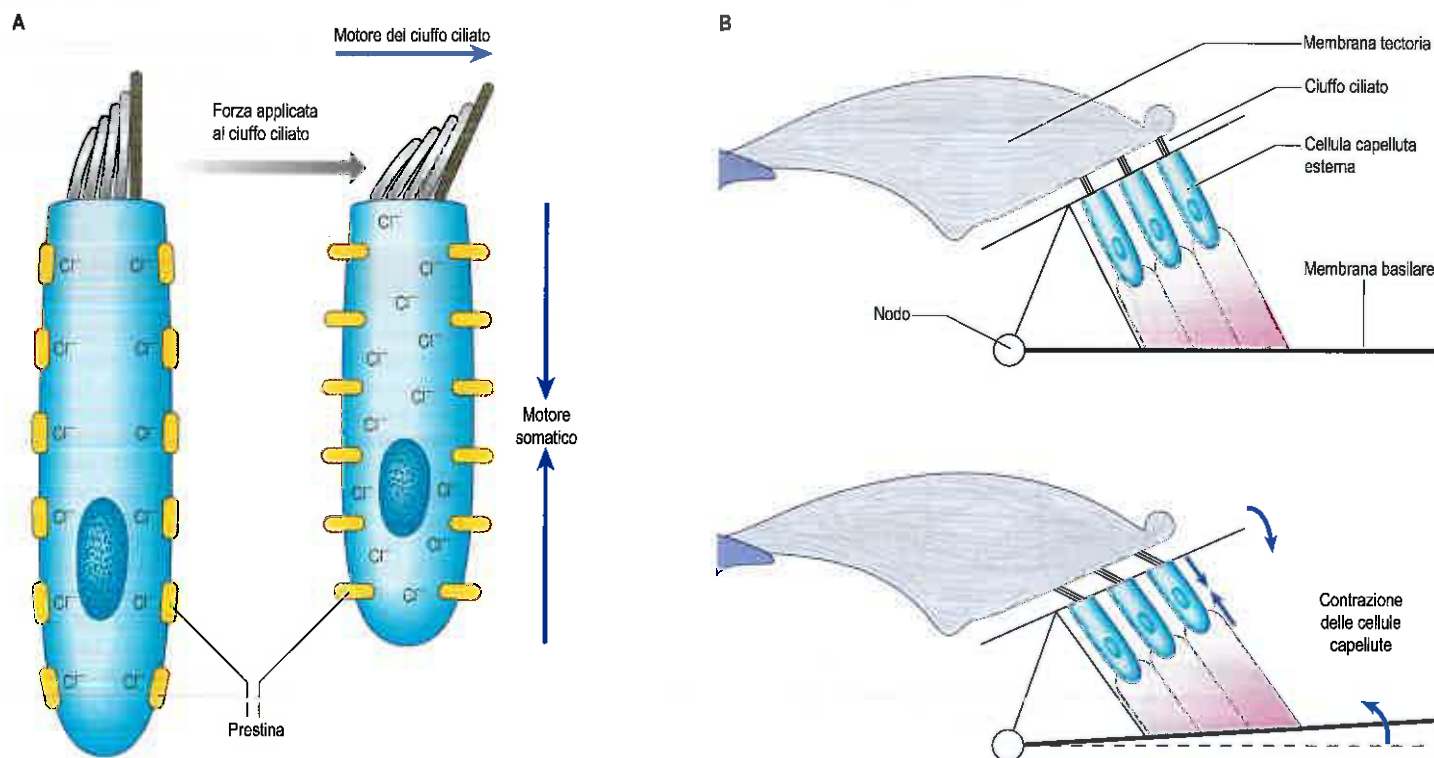 A
Motore del ciuffo ciliato
Forza applicata
al ciuffo ciliato
Cl⁻ Cl⁻
Cl⁻ Cl⁻
Cl⁻ Cl⁻
Cl⁻ Cl⁻
Cl⁻ Cl⁻
Cl⁻ Cl⁻
Cl⁻
Cl⁻
Cl⁻
Cl⁻
Cl⁻
Cl⁻
Cl⁻
Cl⁻
Cl⁻
Cl⁻
Cl⁻
Cl⁻
Cl⁻
Motore
somatico
Prestina
B
Membrana tectoria
Ciuffo ciliato
Cellula capelluta
esterna
Membrana basilare
Nodo
Contrazione
delle cellule
capellute